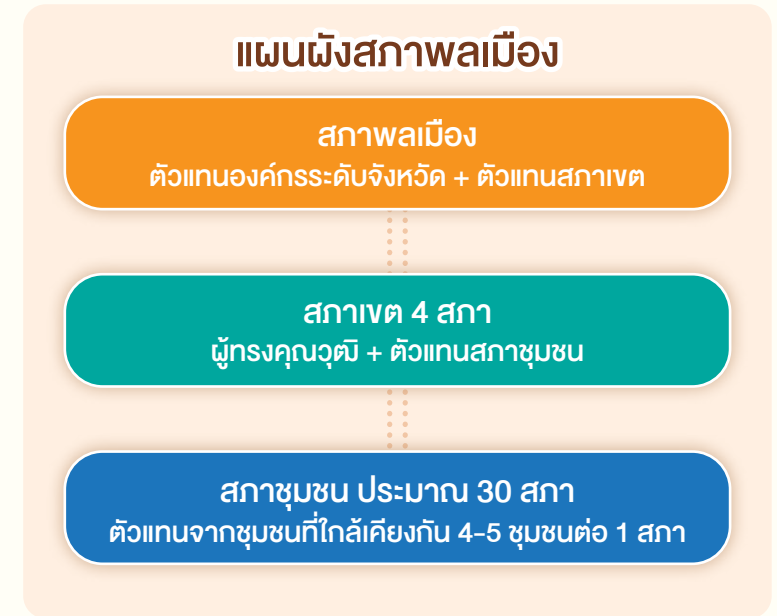 แผนผังสภาพลเมือง
สภาพลเมือง
ตัวแทนองค์กรระดับจังหวัด + ตัวแทนสภาเขต
สภาเขต 4 สภา
ผู้ทรงคุณวุฒิ + ตัวแทนสภาชุมชน
สภาชุมชน ประมาณ 30 สภา
ตัวแทนจากชุมชนที่ใกล้เคียงกัน 4-5 ชุมชนต่อ 1 สภา